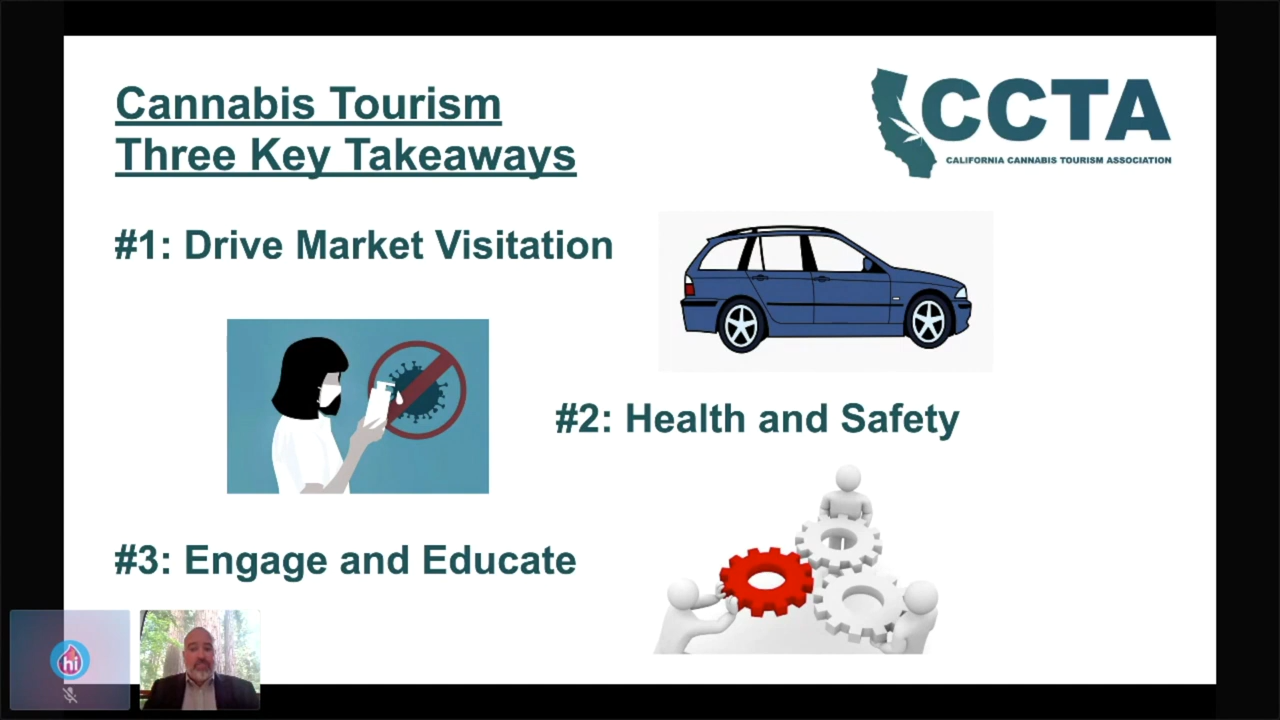 Cannabis Tourism
Three Key Takeaways
CCTA
CALIFORNIA CANNABIS TOURISM ASSOCIATION
#1: Drive Market Visitation
#2: Health and Safety
#3: Engage and Educate
hi